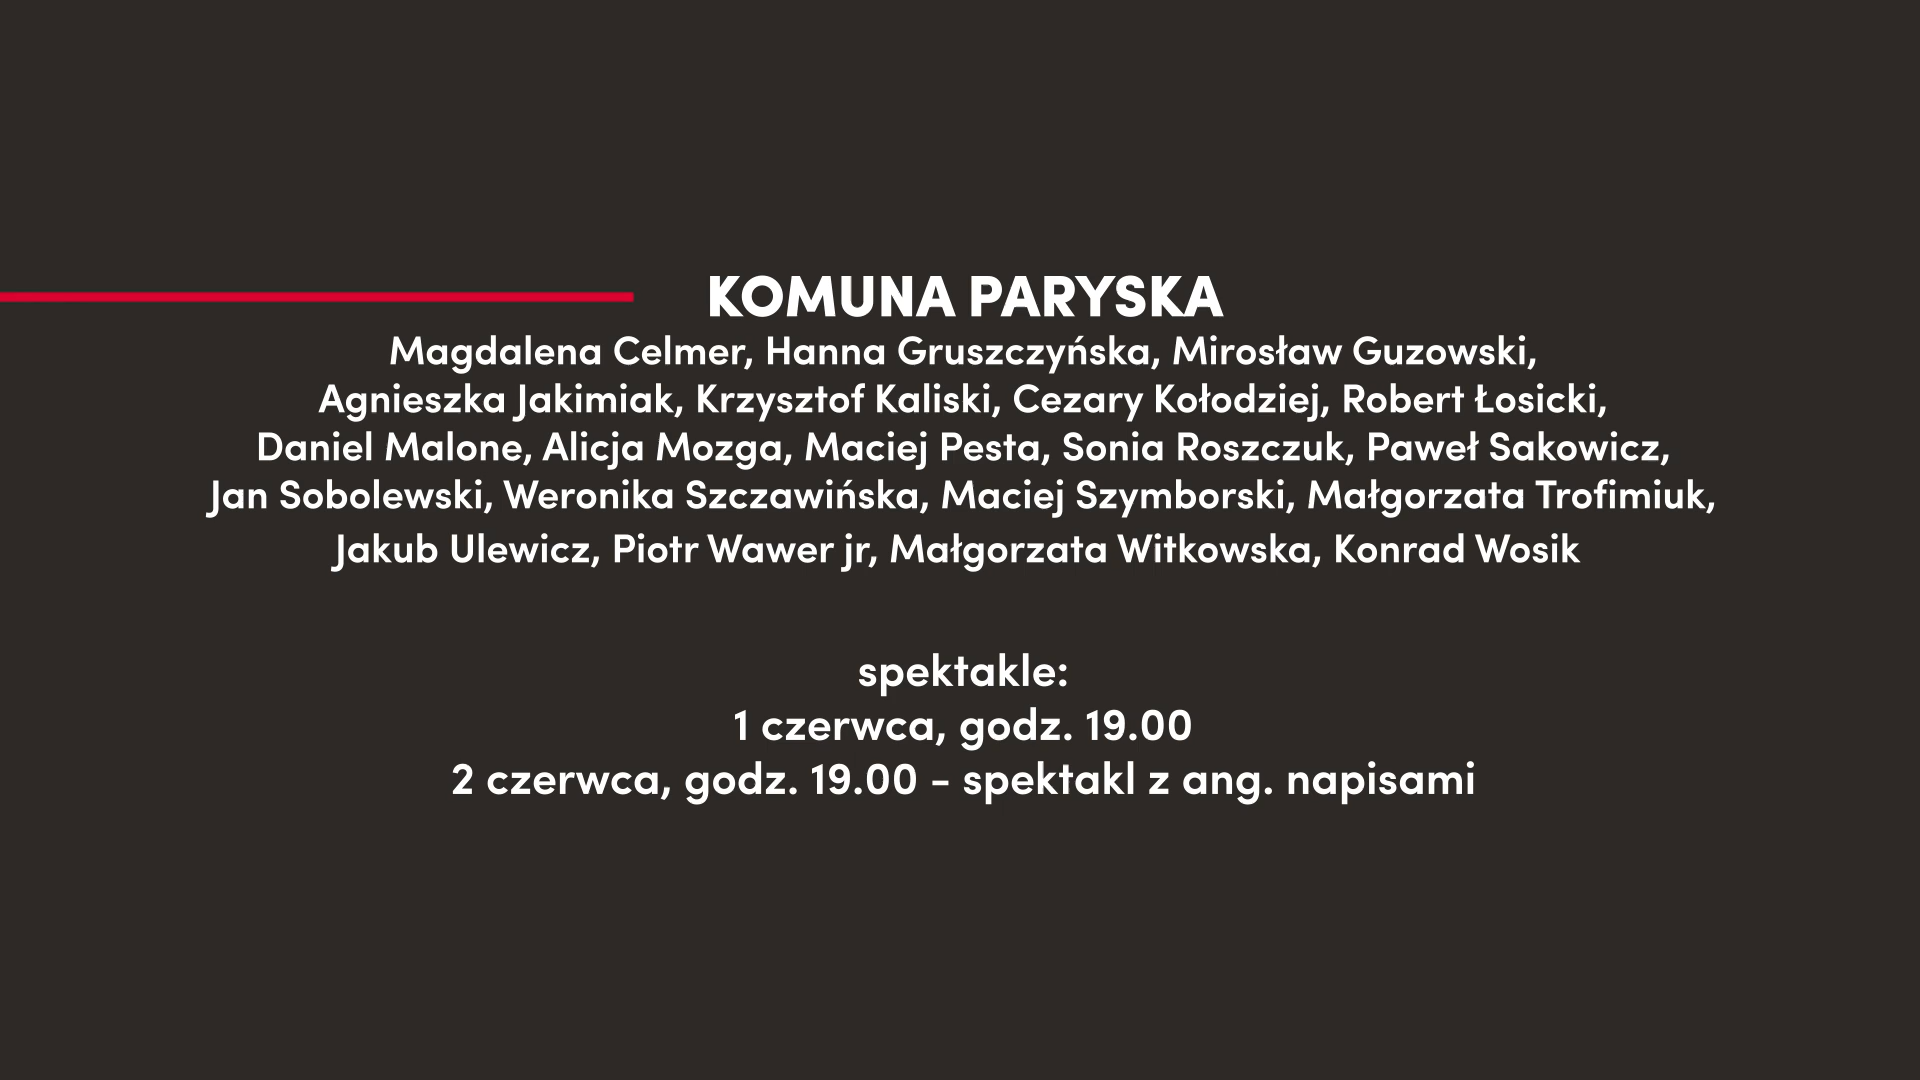 KOMUNA PARYSKA
Magdalena Celmer, Hanna Gruszczyńska, Mirosław Guzowski,
Agnieszka Jakimiak, Krzysztof Kaliski, Cezary Kołodziej, Robert Łosicki,
Daniel Malone, Alicja Mozga, Maciej Pesta, Sonia Roszczuk, Paweł Sakowicz,
Jan Sobolewski, Weronika Szczawińska, Maciej Szymborski, Małgorzata Trofimiuk,
Jakub Ulewicz, Piotr Wawer jr, Małgorzata Witkowska, Konrad Wosik
spektakle:
1 czerwca, godz. 19.00
2 czerwca, godz. 19.00 - spektakl z ang. napisami